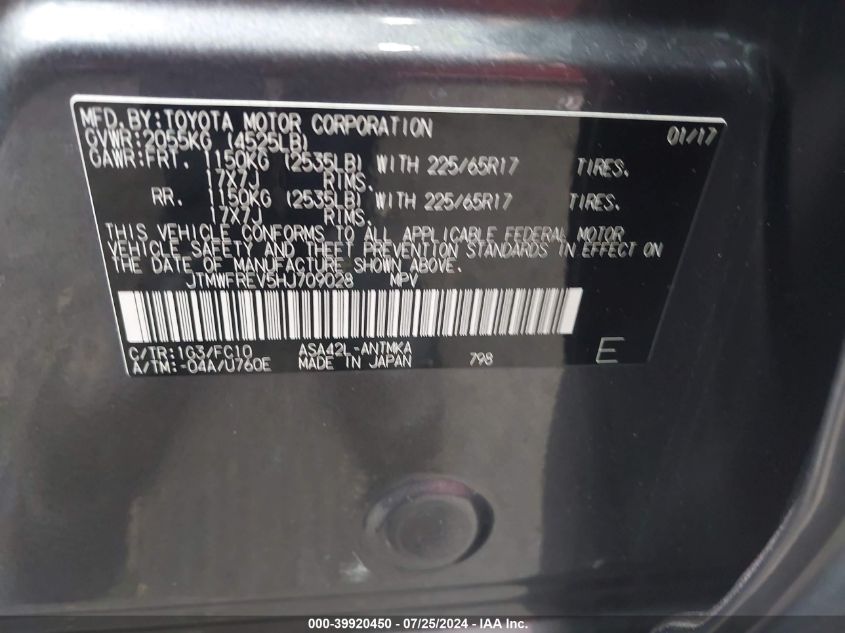 MFD.BY:TOYOTA MOTOR CORPORATION 01/17
GVWR:2055KG (4525LB)
GAWR:FRT. 1150KG (2535LB) WITH 225/65R17 TIRES.
17X7J RIMS.
RR. 1150KG (2535LB) WITH 225/65R17 TIRES.
17X7J RIMS.
THIS VEHICLE CONFORMS TO ALL APPLICABLE FEDERAL MOTOR
VEHICLE SAFETY AND THEFT PREVENTION STANDARDS IN EFFECT ON
THE DATE OF MANUFACTURE SHOWN ABOVE.
JTMWFREV5HJ709028 MPV
C/TR:1G3/FC10 ASA42L-ANTMKA
A/TM:-04A/U760E MADE IN JAPAN 798 E
000-39920450 - 07/25/2024 - IAA Inc.